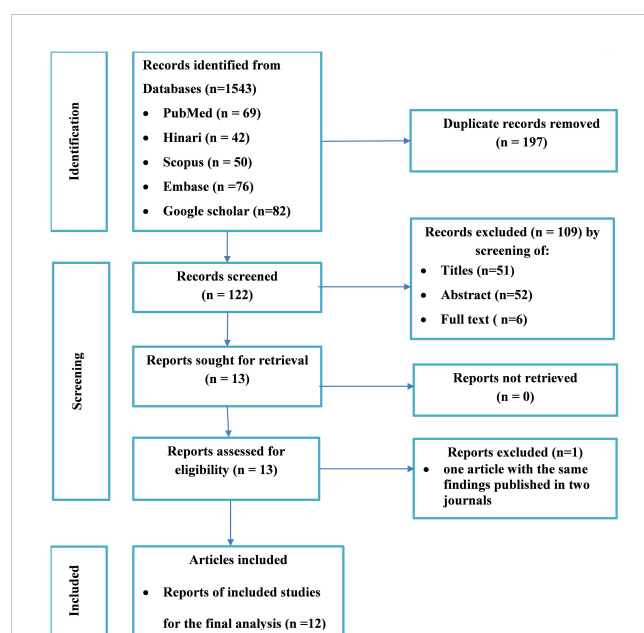 Identification
Records identified from
Databases (n=1543)
• PubMed (n = 69)
• Hinari (n = 42)
• Scopus (n = 50)
• Embase (n =76)
• Google scholar (n=82)
Duplicate records removed
(n = 197)
Screening
Records screened
(n = 122)
Records excluded (n = 109) by
screening of:
• Titles (n=51)
• Abstract (n=52)
• Full text ( n=6)
Reports sought for retrieval
(n = 13)
Reports not retrieved
(n = 0)
Reports assessed for
eligibility (n = 13)
Reports excluded (n=1)
• one article with the same
findings published in two
journals
Included
Articles included
• Reports of included studies
for the final analysis (n =12)